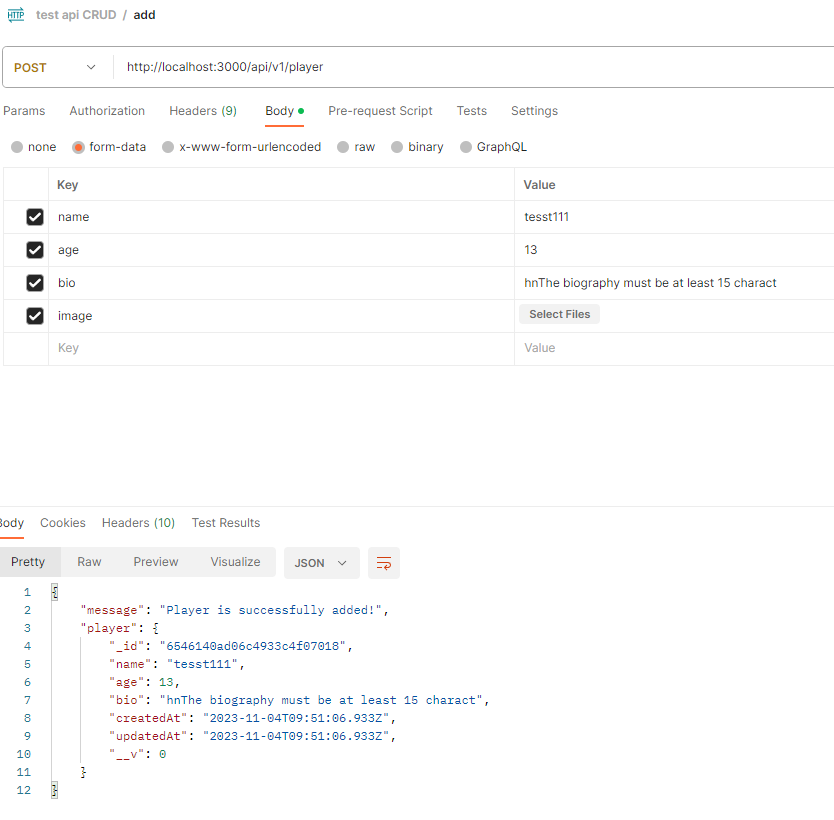 HTTP test api CRUD / add
POST http://localhost:3000/api/v1/player
Params Authorization Headers (9) Body Pre-request Script Tests Settings
none form-data x-www-form-urlencoded raw binary GraphQL
Key Value
name tesst111
age 13
bio hnThe biography must be at least 15 charact
image Select Files
Key Value
Body Cookies Headers (10) Test Results
Pretty Raw Preview Visualize JSON
1 {
2 "message": "Player is successfully added!",
3 "player": {
4 "_id": "6546140ad06c4933c4f07018",
5 "name": "tesst111",
6 "age": 13,
7 "bio": "hnThe biography must be at least 15 charact",
8 "createdAt": "2023-11-04T09:51:06.933Z",
9 "updatedAt": "2023-11-04T09:51:06.933Z",
10 "__v": 0
11 }
12 }